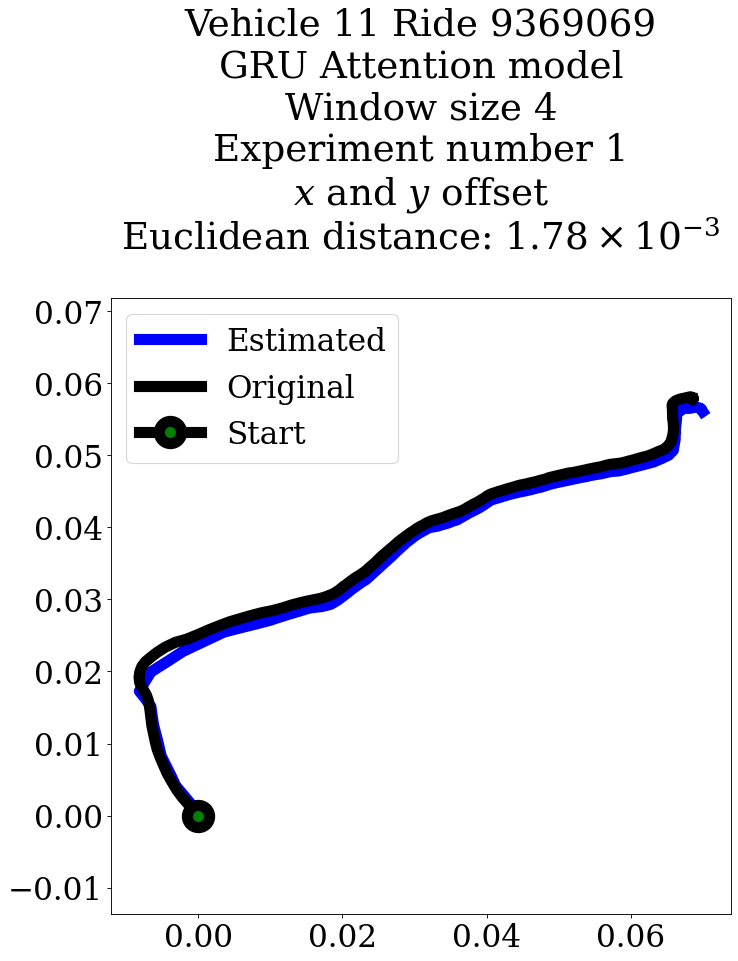 Vehicle 11 Ride 9369069
GRU Attention model
Window size 4
Experiment number 1
x and y offset
Euclidean distance: 1.78 × 10⁻³
0.07
0.06
0.05
0.04
0.03
0.02
0.01
0.00
−0.01
Estimated
Original
Start
0.00 0.02 0.04 0.06